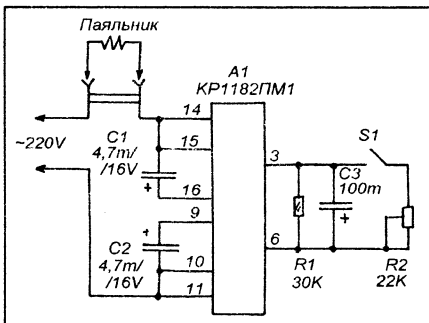 Паяльник
A1
КР1182ПМ1
14
~220V
C1
4,7m/
/16V
+
15
16
3
S1
C3
100m
+
9
+
C2
4,7m/
/16V
10
11
6
R1
30K
R2
22K